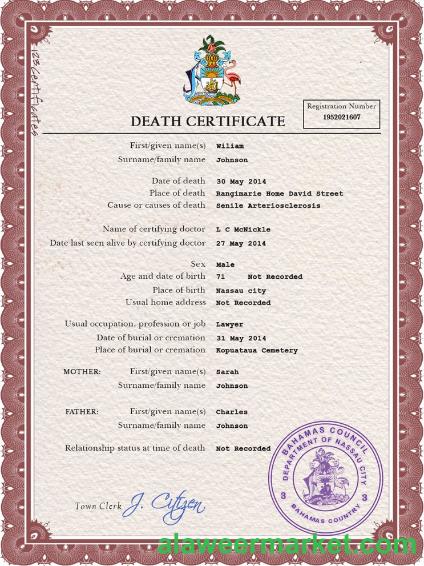 123Certificates
Registration Number
1952021607
DEATH CERTIFICATE
First/given name(s) Wiliam
Surname/family name Johnson
Date of death 30 May 2014
Place of death Rangimarie Home David Street
Cause or causes of death Senile Arteriosclerosis
Name of certifying doctor L C McNickle
Date last seen alive by certifying doctor 27 May 2014
Sex Male
Age and date of birth 71 Not Recorded
Place of birth Nassau city
Usual home address Not Recorded
Usual occupation, profession or job Lawyer
Date of burial or cremation 31 May 2014
Place of burial or cremation Kopuataua Cemetery
MOTHER: First/given name(s) Sarah
Surname/family name Johnson
FATHER: First/given name(s) Charles
Surname/family name Johnson
Relationship status at time of death Not Recorded
BAHAMAS COUNCIL
DEPARTMENT OF NASSAU CITY
3 3
BAHAMAS COUNTRY
Town Clerk J. Citizen
alaweermarket.com